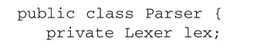 public class Parser {
private Lexer lex;